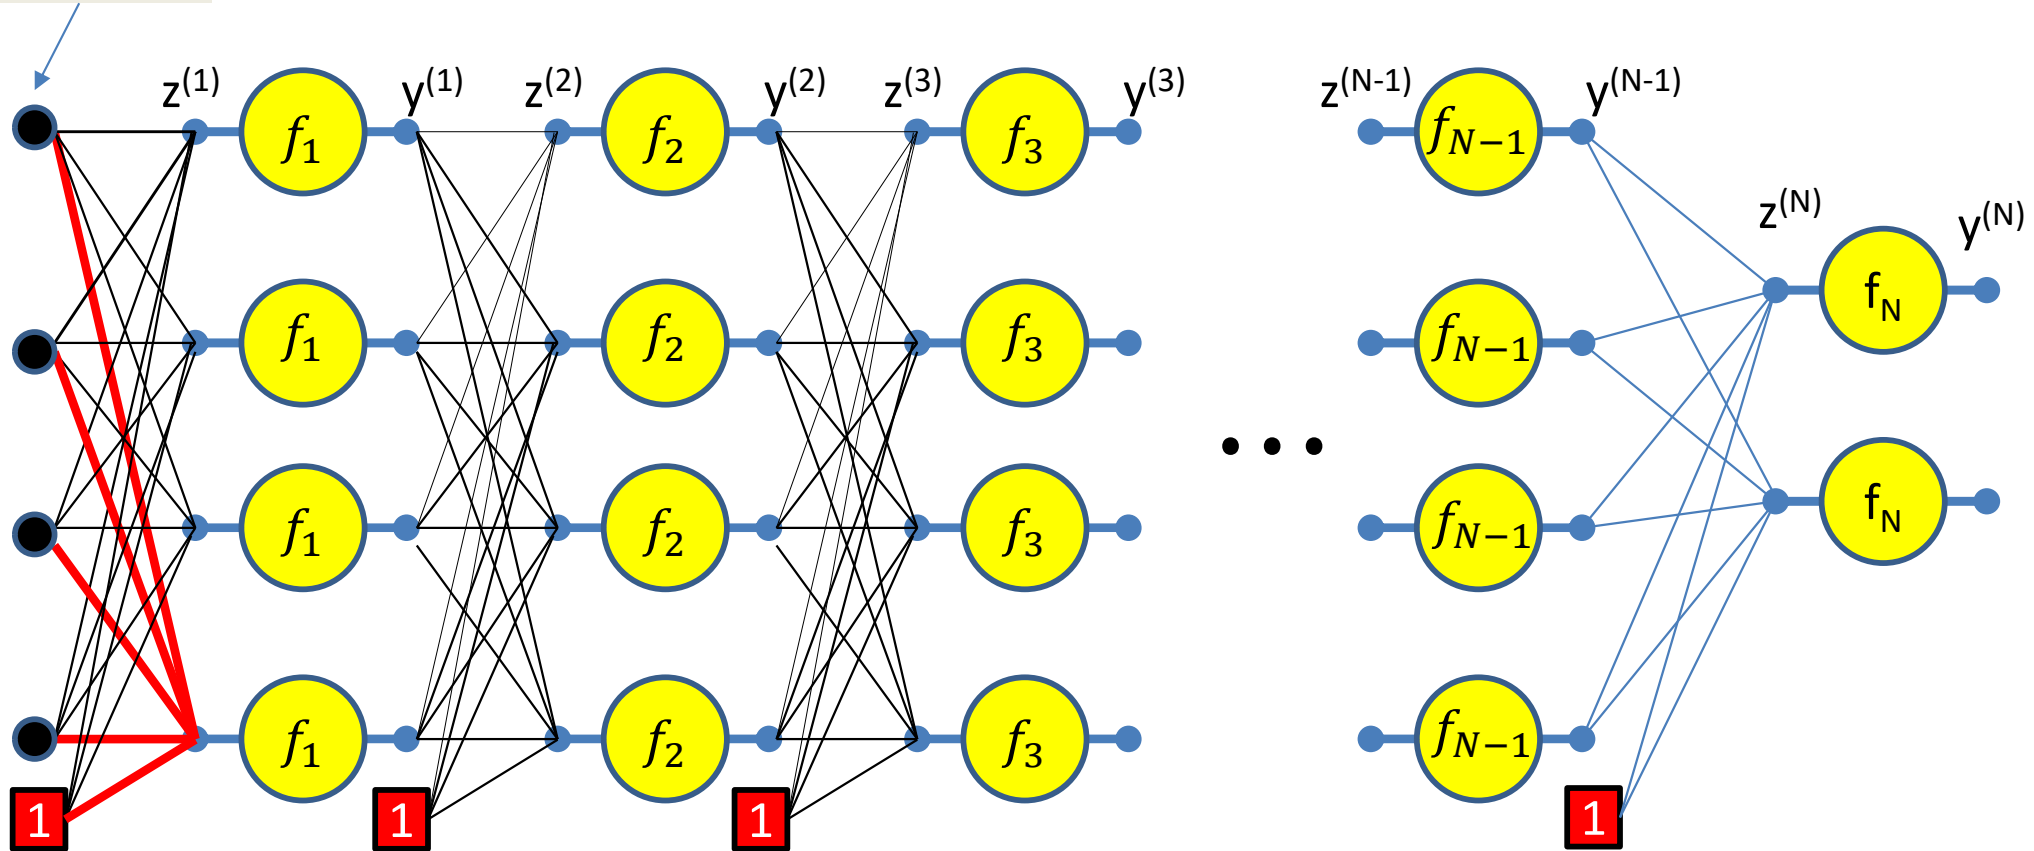 z(1) y(1) z(2) y(2) z(3) y(3) z(N-1) y(N-1)
f1 f2 f3 fN−1
z(N) y(N)
fN
f1 f2 f3 fN−1
f1 f2 f3 fN−1
fN
f1 f2 f3 fN−1
1 1 1 1